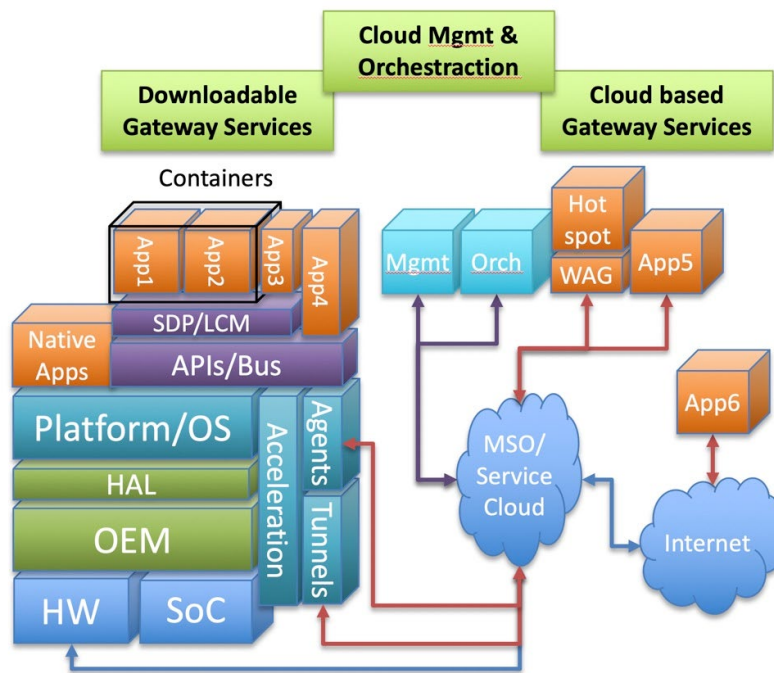 Cloud Mgmt &
Orchestraction
Downloadable
Gateway Services
Cloud based
Gateway Services
Containers
App1
App2
App3
App4
Mgmt
Orch
Hot
spot
WAG
App5
SDP/LCM
Native
Apps
APIs/Bus
Platform/OS
Acceleration
Agents
Tunnels
HAL
OEM
HW
SoC
MSO/
Service
Cloud
App6
Internet